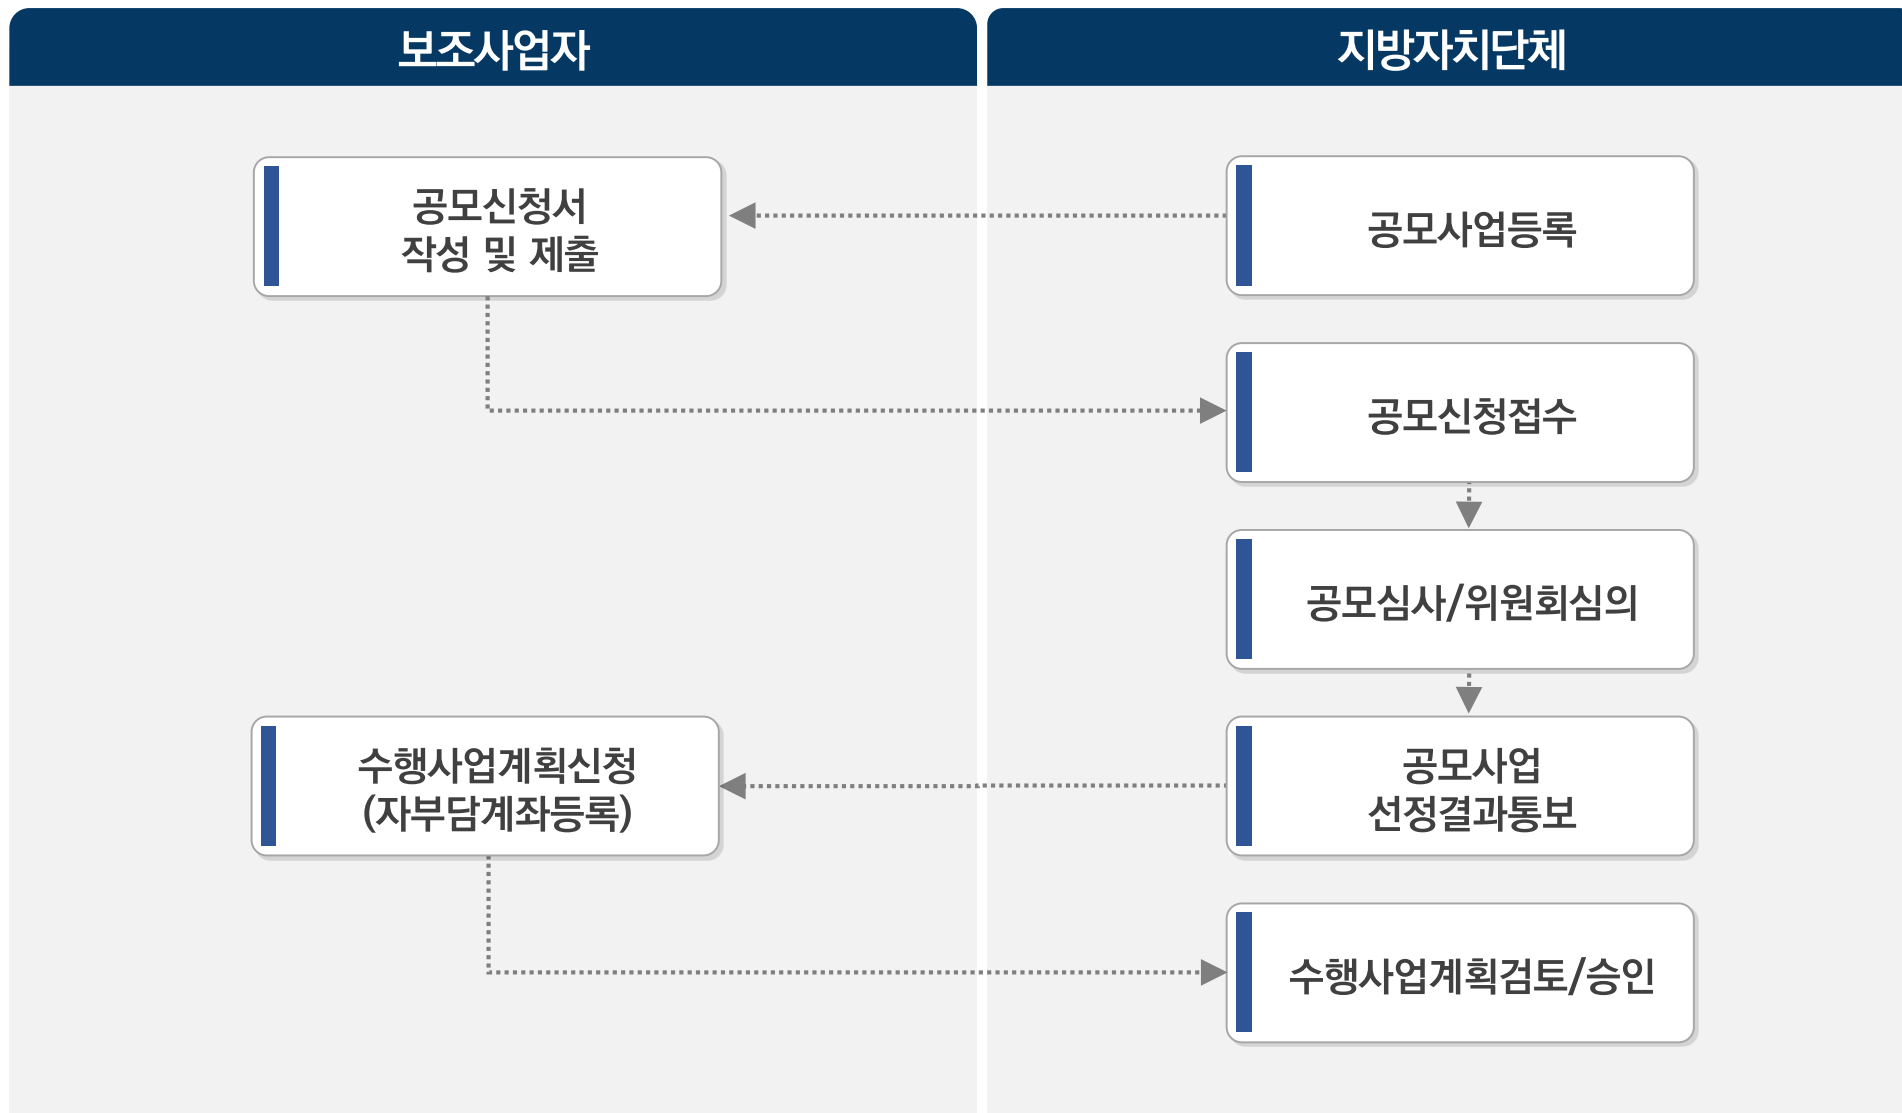 보조사업자
지방자치단체
공모신청서
작성 및 제출
공모사업등록
공모신청접수
공모심사/위원회심의
수행사업계획신청
(자부담계좌등록)
공모사업
선정결과통보
수행사업계획검토/승인